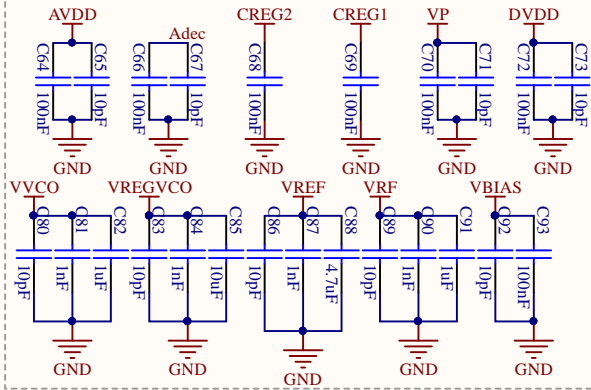 AVDD
CREG2
CREG1
VP
DVDD
Adec
C64
C65
C66
C67
C68
C69
C70
C71
C72
C73
100nF
10pF
100nF
10pF
100nF
100nF
100nF
10pF
100nF
10pF
GND
GND
GND
GND
GND
GND
VVCO
VREGVCO
VREF
VRF
VBIAS
C80
C81
C82
C83
C84
C85
C86
C87
C88
C89
C90
C91
C92
C93
10pF
1nF
1uF
10pF
1nF
10uF
10pF
1nF
4.7uF
10pF
1nF
1uF
10pF
100nF
GND
GND
GND
GND
GND